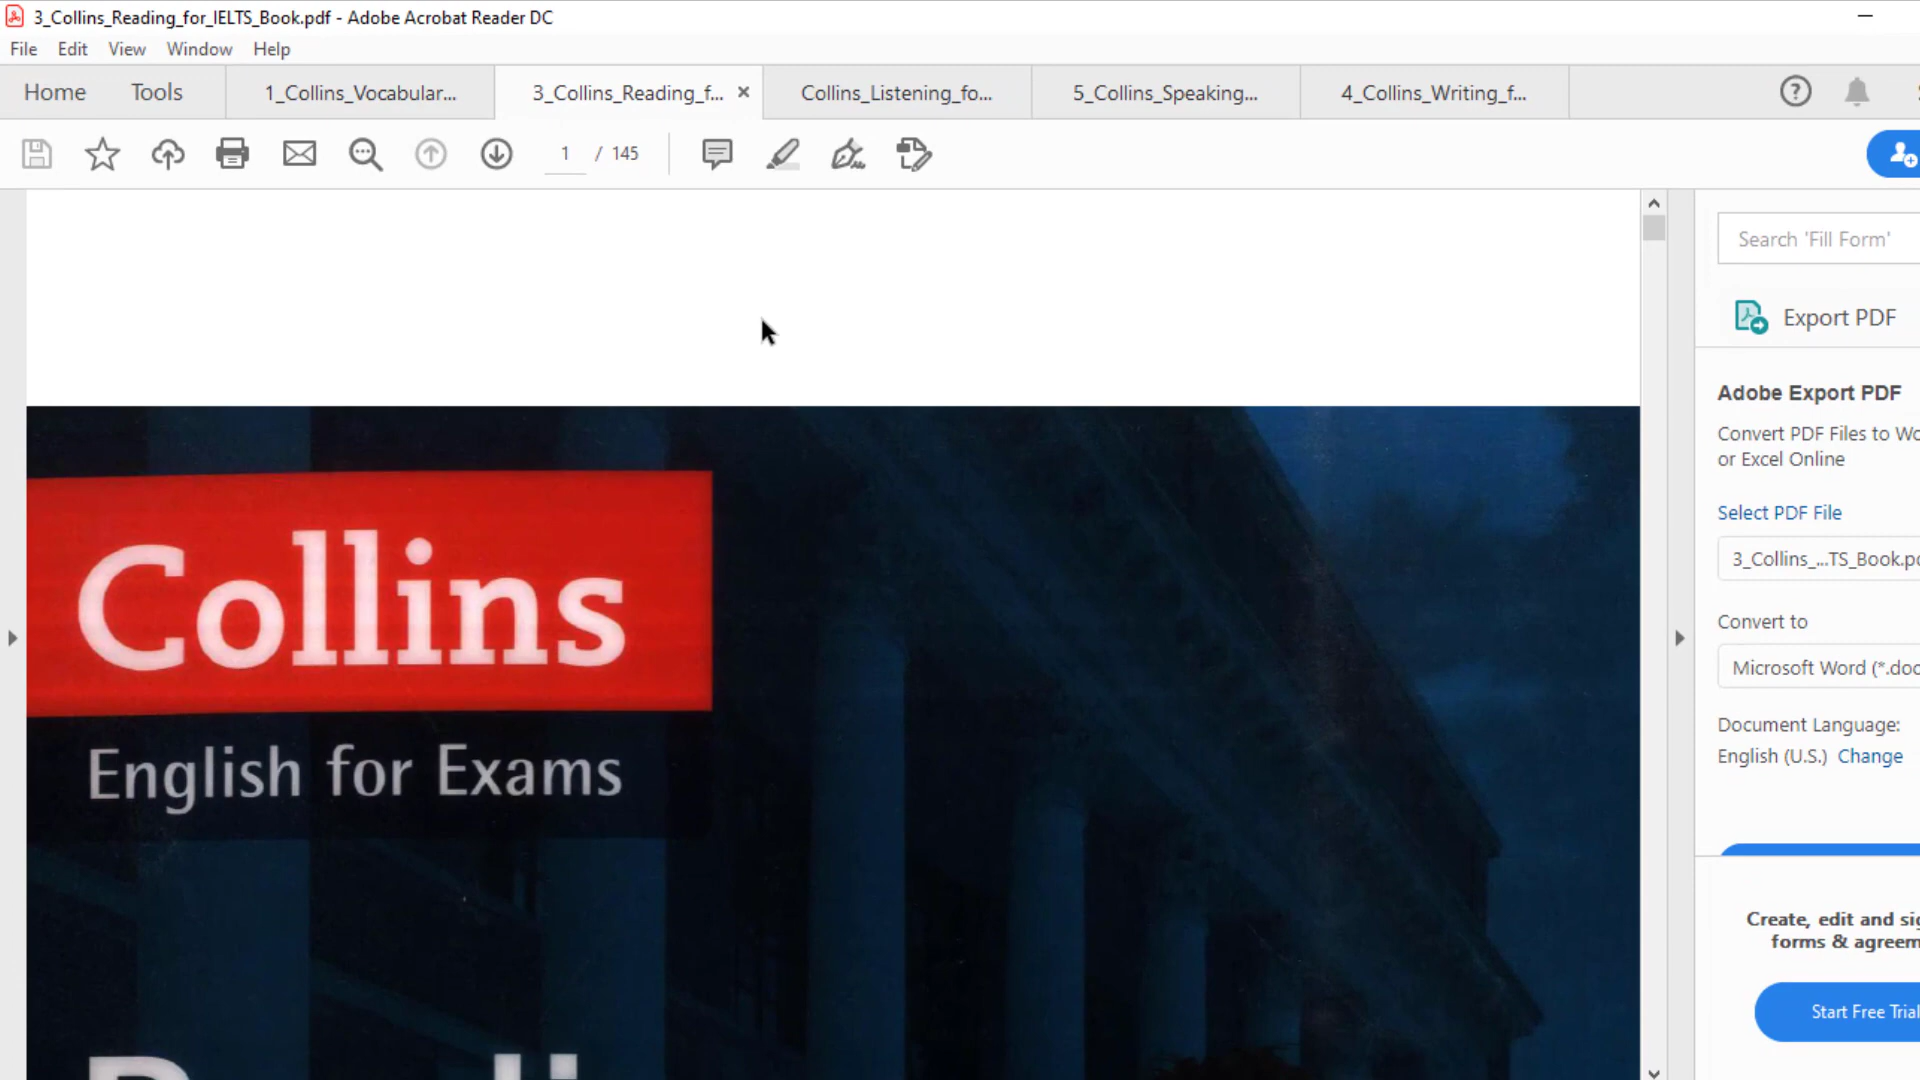 3_Collins_Reading_for_IELTS_Book.pdf - Adobe Acrobat Reader DC
File Edit View Window Help
Home Tools 1_Collins_Vocabular... 3_Collins_Reading_f... Collins_Listening_fo... 5_Collins_Speaking... 4_Collins_Writing_f...
1 / 145
Search 'Fill Form'
Export PDF
Adobe Export PDF
Convert PDF Files to Wo
or Excel Online
Select PDF File
3_Collins_...TS_Book.p
Convert to
Microsoft Word (*.doc
Document Language:
English (U.S.) Change
Create, edit and sig
forms & agreem
Start Free Trial
Collins
English for Exams